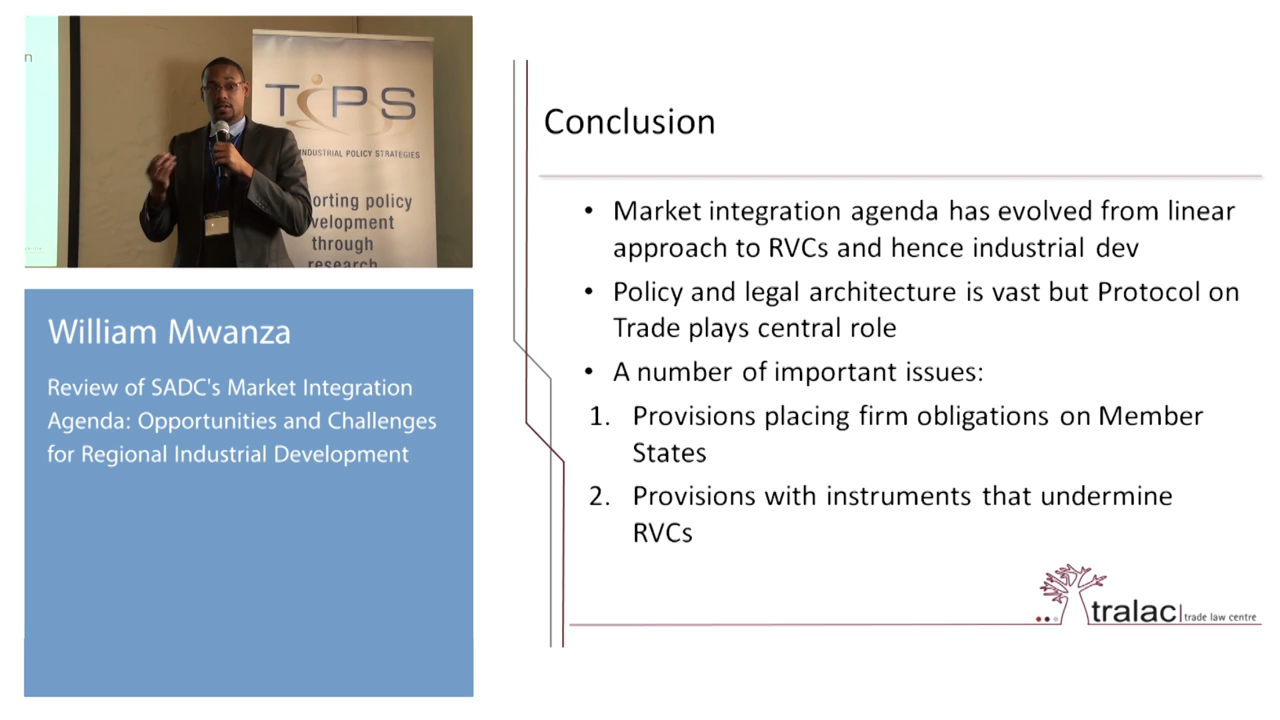 n
TiPS
INDUSTRIAL POLICY STRATEGIES
orting policy
velopment
through
research
William Mwanza
Review of SADC's Market Integration
Agenda: Opportunities and Challenges
for Regional Industrial Development
Conclusion
• Market integration agenda has evolved from linear
approach to RVCs and hence industrial dev
• Policy and legal architecture is vast but Protocol on
Trade plays central role
• A number of important issues:
1. Provisions placing firm obligations on Member
States
2. Provisions with instruments that undermine
RVCs
tralac | trade law centre